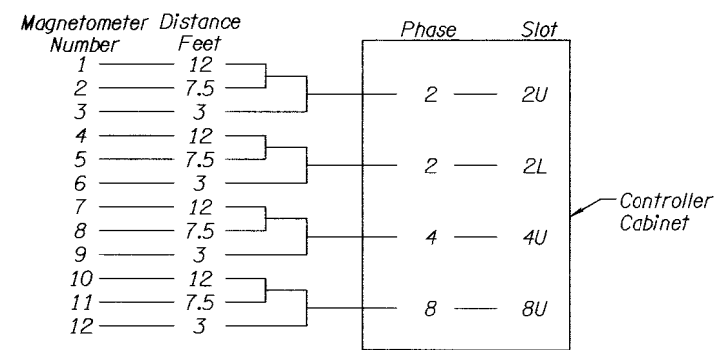 Magnetometer Distance
Number Feet
Phase Slot
1 12
2 7.5
3 3
2 2U
4 12
5 7.5
6 3
2 2L
7 12
8 7.5
9 3
4 4U
10 12
11 7.5
12 3
8 8U
Controller
Cabinet